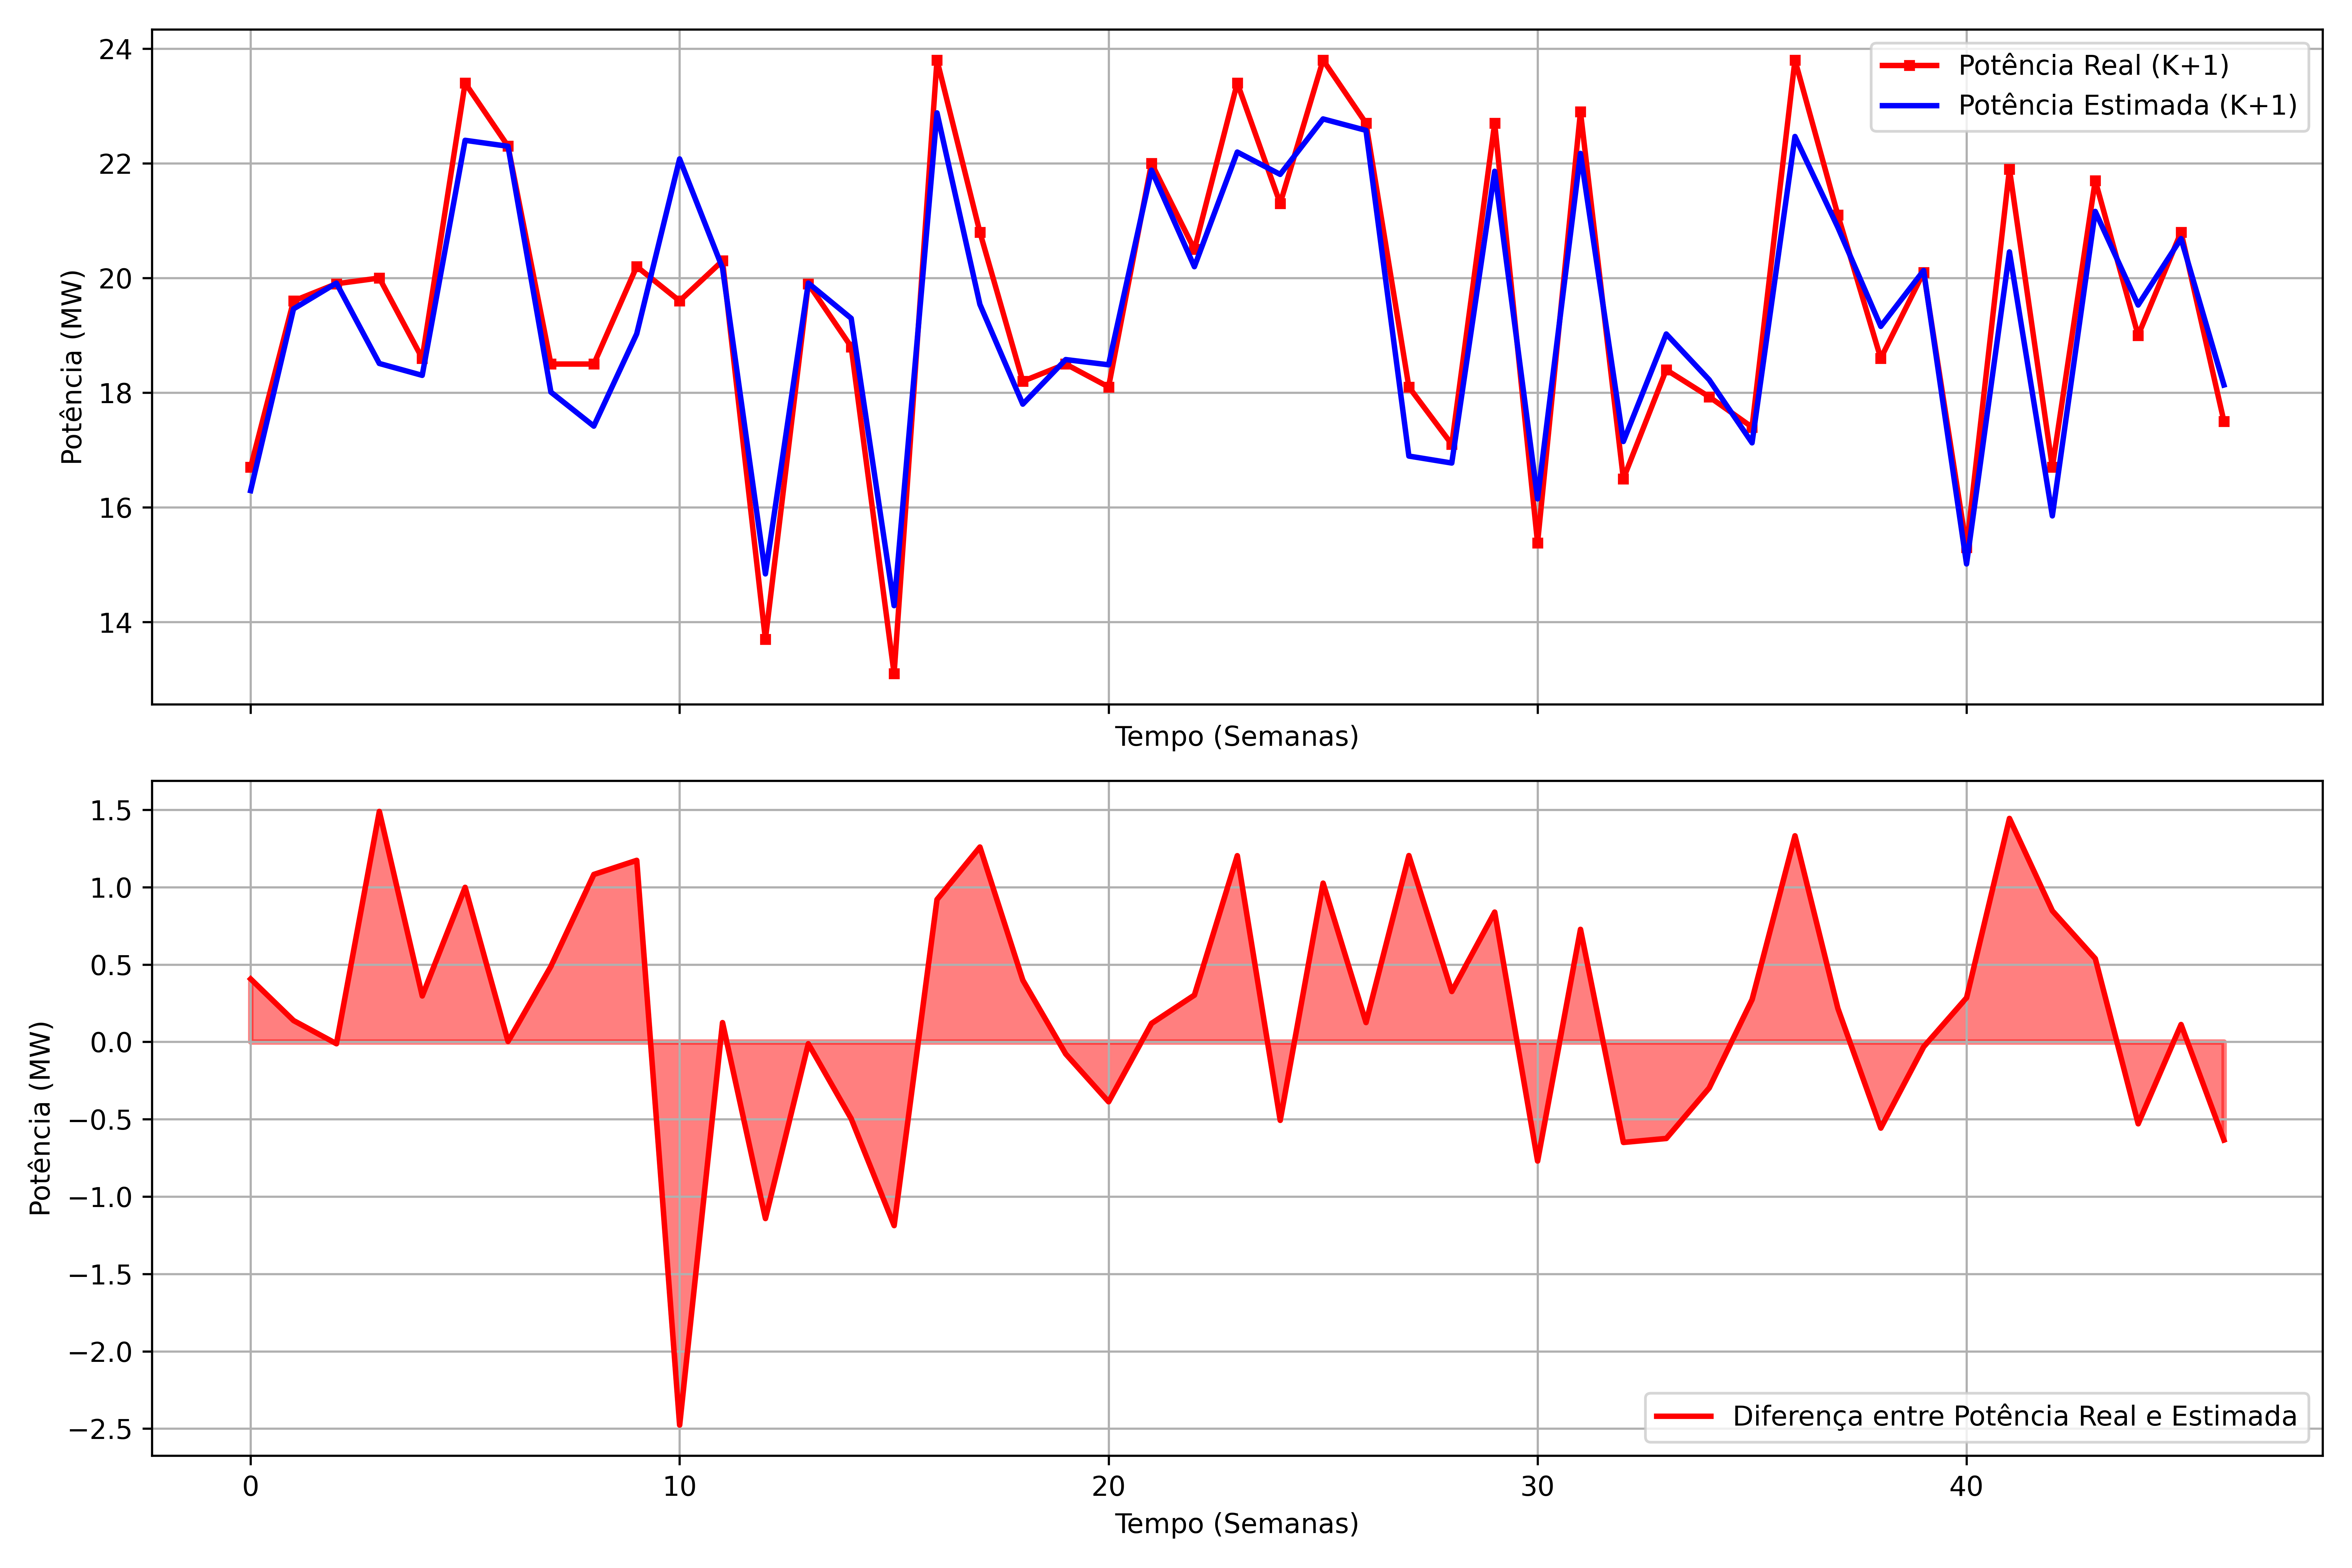 24
22
20
18
16
14
Potência (MW)
Potência Real (K+1)
Potência Estimada (K+1)
Tempo (Semanas)
1.5
1.0
0.5
0.0
−0.5
−1.0
−1.5
−2.0
−2.5
Potência (MW)
Diferença entre Potência Real e Estimada
0 10 20 30 40
Tempo (Semanas)